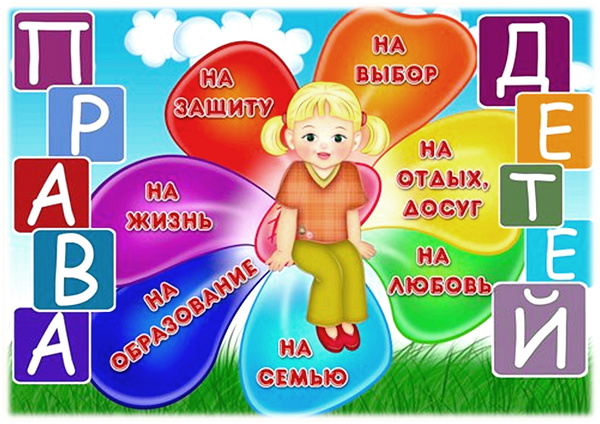 ПРАВА
ДЕТЕЙ
НА
ЗАЩИТУ
НА
ВЫБОР
НА
ОТДЫХ,
ДОСУГ
НА
ЛЮБОВЬ
НА
СЕМЬЮ
НА
ОБРАЗОВАНИЕ
НА
ЖИЗНЬ